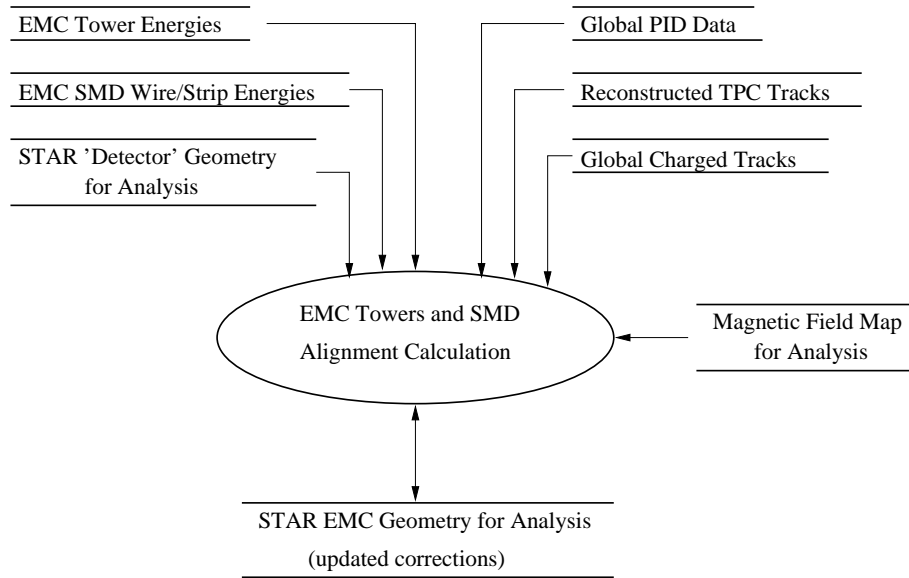 EMC Tower Energies
Global PID Data
EMC SMD Wire/Strip Energies
Reconstructed TPC Tracks
STAR ’Detector’ Geometry
for Analysis
Global Charged Tracks
EMC Towers and SMD
Alignment Calculation
Magnetic Field Map
for Analysis
STAR EMC Geometry for Analysis
(updated corrections)